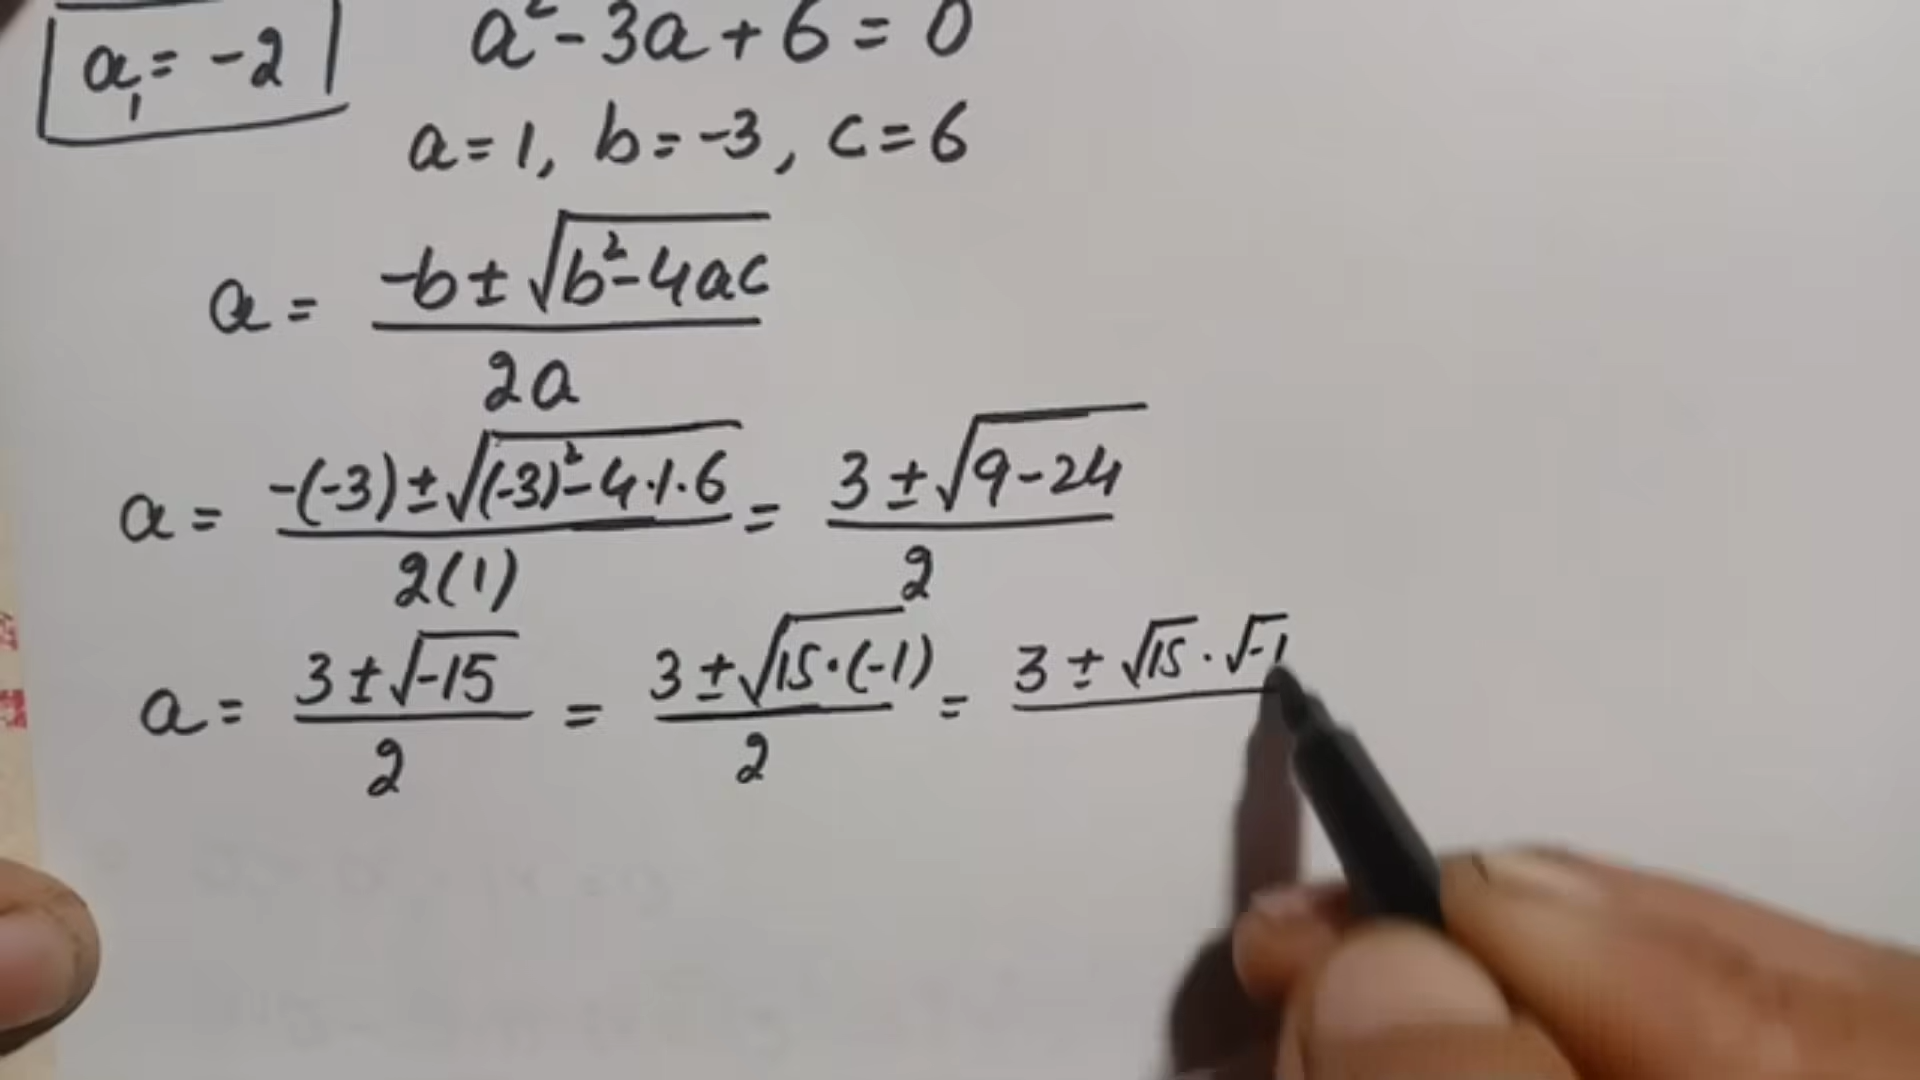 a₁ = -2
a² - 3a + 6 = 0
a = 1, b = -3, c = 6
a = (-b ± √(b² - 4ac)) / 2a
a = (-(-3) ± √((-3)² - 4·1·6)) / 2(1) = (3 ± √(9 - 24)) / 2
a = (3 ± √-15) / 2 = (3 ± √(15·(-1))) / 2 = 3 ± √15 · √-1